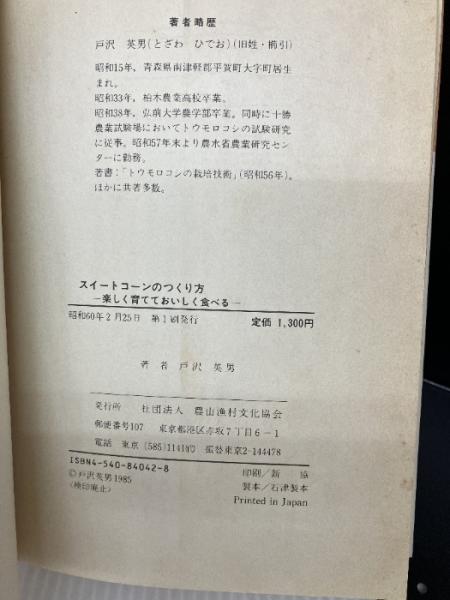 著者略歴
戸沢 英男(とざわ ひでお)(旧姓・櫛引)
昭和15年、青森県南津軽郡平賀町大字町居生
まれ。
昭和33年、柏木農業高校卒業。
昭和38年、弘前大学農学部卒業。同時に十勝
農業試験場においてトウモロコシの試験研究
に従事。昭和57年末より農水省農業研究セン
ターに勤務。
著書:「トウモロコシの栽培技術」(昭和56年)。
ほかに共著多数。
スイートコーンのつくり方
―楽しく育てておいしく食べる―
昭和60年2月25日 第1刷発行
定価 1,300円
著者 戸沢 英男
発行所 社団法人 農山漁村文化協会
郵便番号107 東京都港区赤坂7丁目6-1
電話 東京(585)1141㈹ 振替東京2-144478
ISBN4-540-84042-8
印刷/新協
©戸沢英男1985
製本/石津製本
〈検印廃止〉
Printed in Japan